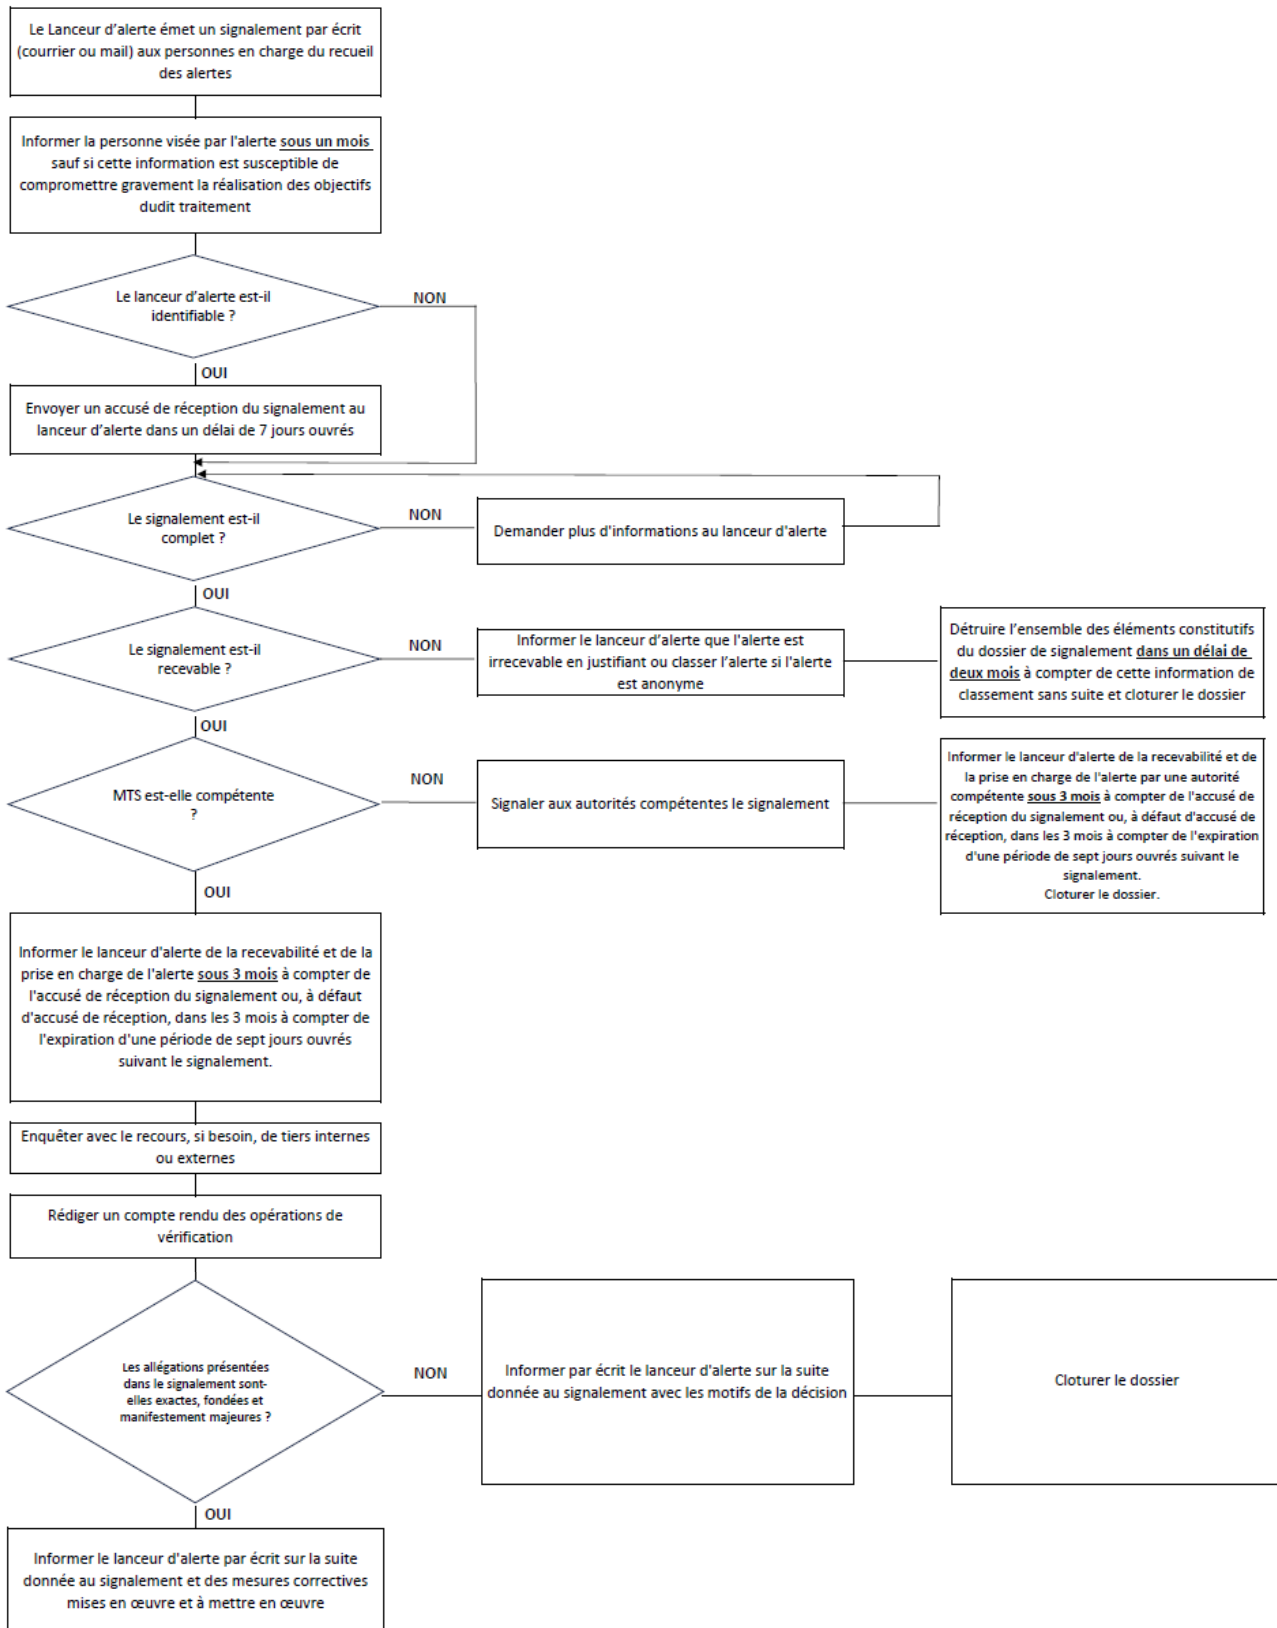 Le Lanceur d'alerte émet un signalement par écrit
(courrier ou mail) aux personnes en charge du recueil
des alertes
Informer la personne visée par l'alerte sous un mois
sauf si cette information est susceptible de
compromettre gravement la réalisation des objectifs
dudit traitement
Le lanceur d'alerte est-il
identifiable ?
NON
OUI
Envoyer un accusé de réception du signalement au
lanceur d'alerte dans un délai de 7 jours ouvrés
Le signalement est-il
complet ?
NON
Demander plus d'informations au lanceur d'alerte
OUI
Le signalement est-il
recevable ?
NON
Informer le lanceur d'alerte que l'alerte est
irrecevable en justifiant ou classer l'alerte si l'alerte
est anonyme
Détruire l'ensemble des éléments constitutifs
du dossier de signalement dans un délai de
deux mois à compter de cette information de
classement sans suite et cloturer le dossier
OUI
MTS est-elle compétente
?
NON
Signaler aux autorités compétentes le signalement
Informer le lanceur d'alerte de la recevabilité et de
la prise en charge de l'alerte par une autorité
compétente sous 3 mois à compter de l'accusé de
réception du signalement ou, à défaut d'accusé de
réception, dans les 3 mois à compter de l'expiration
d'une période de sept jours ouvrés suivant le
signalement.
Cloturer le dossier.
OUI
Informer le lanceur d'alerte de la recevabilité et de la
prise en charge de l'alerte sous 3 mois à compter de
l'accusé de réception du signalement ou, à défaut
d'accusé de réception, dans les 3 mois à compter de
l'expiration d'une période de sept jours ouvrés
suivant le signalement.
Enquêter avec le recours, si besoin, de tiers internes
ou externes
Rédiger un compte rendu des opérations de
vérification
Les allégations présentées
dans le signalement sont-
elles exactes, fondées et
manifestement majeures ?
NON
Informer par écrit le lanceur d'alerte sur la suite
donnée au signalement avec les motifs de la décision
Cloturer le dossier
OUI
Informer le lanceur d'alerte par écrit sur la suite
donnée au signalement et des mesures correctives
mises en œuvre et à mettre en œuvre